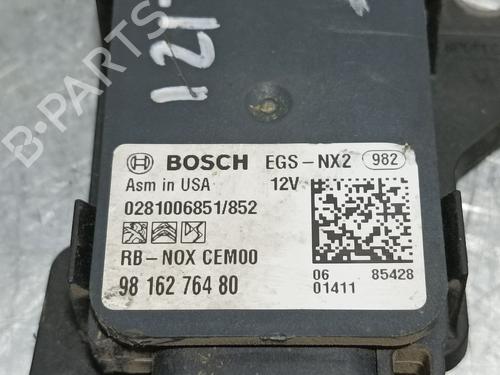 BOSCH EGS-NX2 982
Asm in USA 12V
0281006851/852
RB-NOX CEM00
98 162 764 80
06 85428
01411